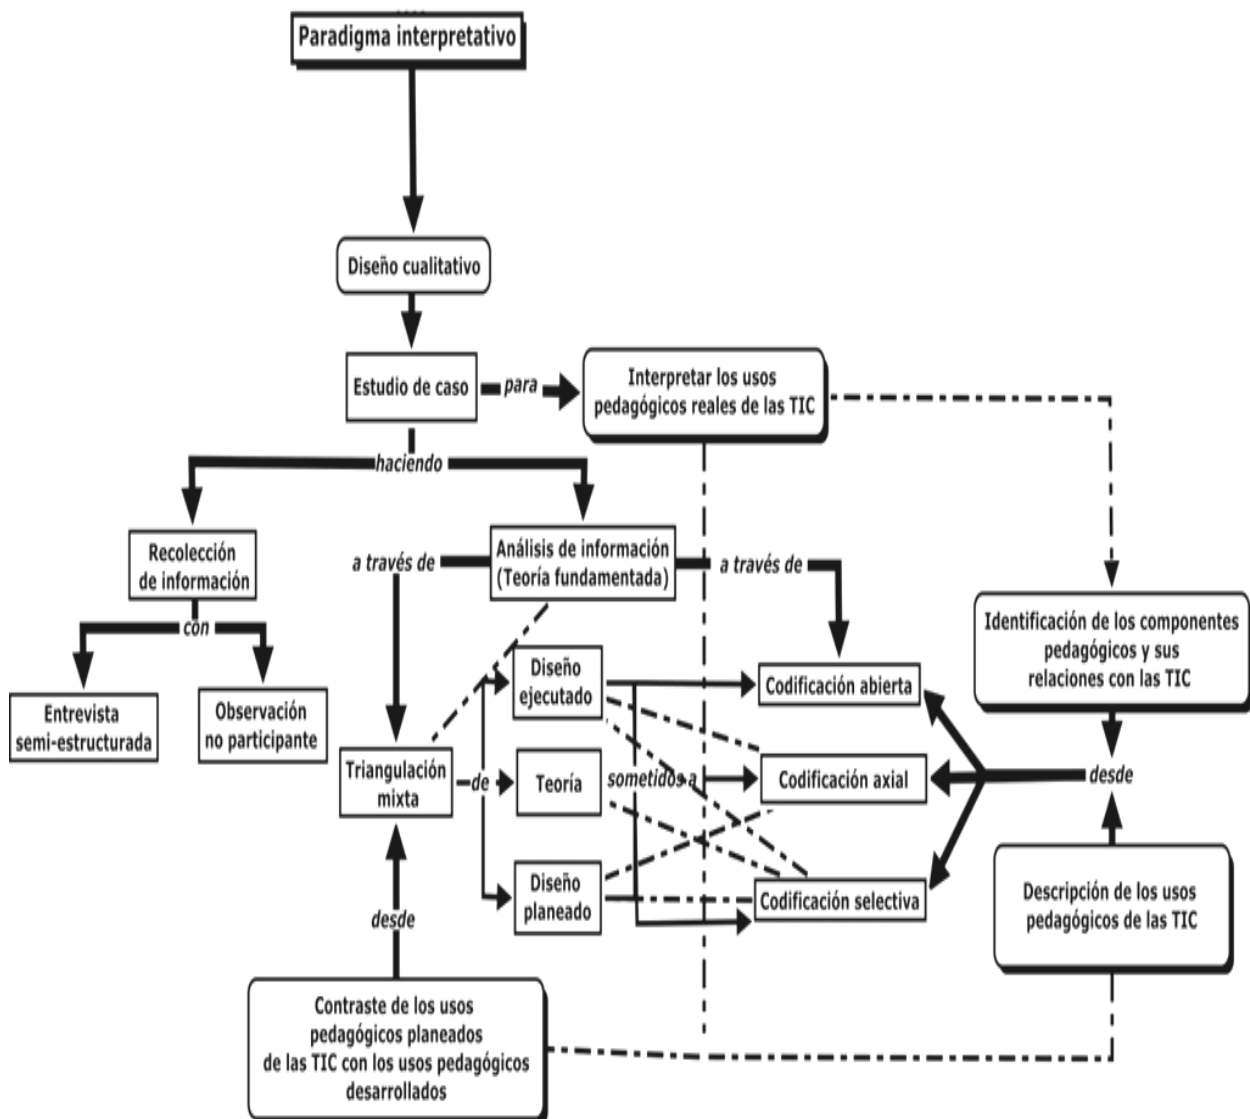 Paradigma interpretativo
Diseño cualitativo
Estudio de caso
para
Interpretar los usos
pedagógicos reales de las TIC
haciendo
Recolección
de información
a través de
Análisis de información
(Teoría fundamentada)
a través de
con
Entrevista
semi-estructurada
Observación
no participante
Identificación de los componentes
pedagógicos y sus
relaciones con las TIC
Diseño
ejecutado
Codificación abierta
Triangulación
mixta
de
Teoría
sometidos a
Codificación axial
desde
Diseño
planeado
Codificación selectiva
Descripción de los usos
pedagógicos de las TIC
desde
Contraste de los usos
pedagógicos planeados
de las TIC con los usos pedagógicos
desarrollados